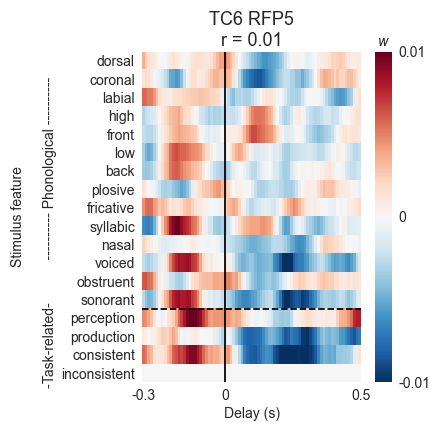 TC6 RFP5
r = 0.01
w
Stimulus feature
---------- Phonological ----------
-Task-related-
dorsal
coronal
labial
high
front
low
back
plosive
fricative
syllabic
nasal
voiced
obstruent
sonorant
perception
production
consistent
inconsistent
0.01
0
-0.01
-0.3 0 0.5
Delay (s)